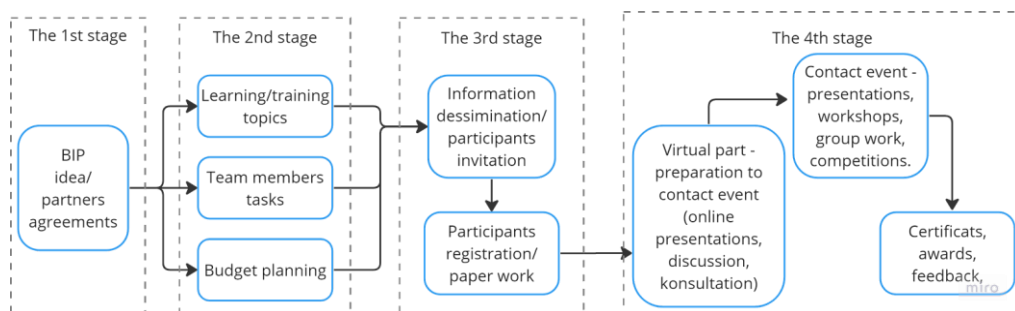 The 1st stage
BIP
idea/
partners
agreements
The 2nd stage
Learning/training
topics
Team members
tasks
Budget planning
The 3rd stage
Information
dessimination/
participants
invitation
Participants
registration/
paper work
The 4th stage
Virtual part -
preparation to
contact event
(online
presentations,
discussion,
konsultation)
Contact event -
presentations,
workshops,
group work,
competitions.
Certificats,
awards,
feedback,
miro